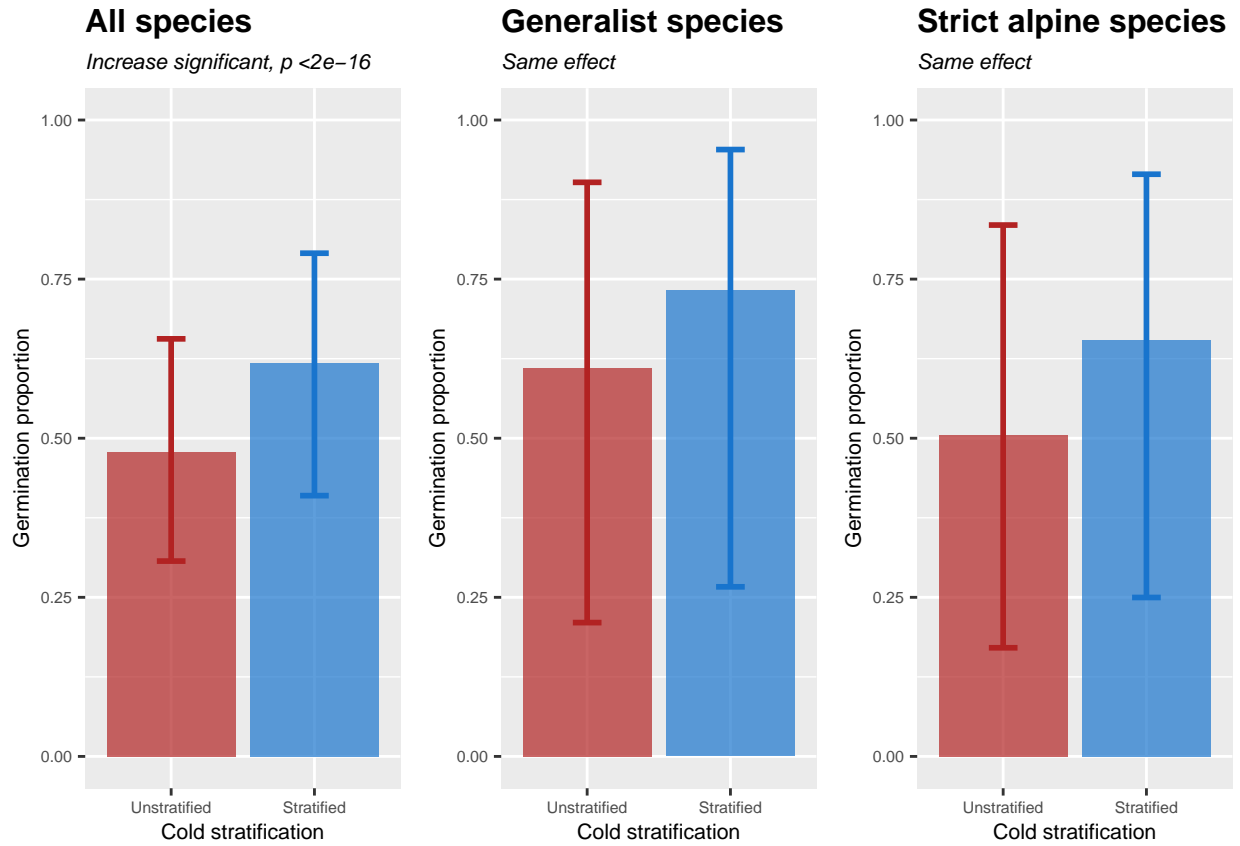 All species
Increase significant, p <2e−16
1.00
0.75
0.50
0.25
0.00
Germination proportion
Unstratified
Stratified
Cold stratification
Generalist species
Same effect
1.00
0.75
0.50
0.25
0.00
Germination proportion
Unstratified
Stratified
Cold stratification
Strict alpine species
Same effect
1.00
0.75
0.50
0.25
0.00
Germination proportion
Unstratified
Stratified
Cold stratification